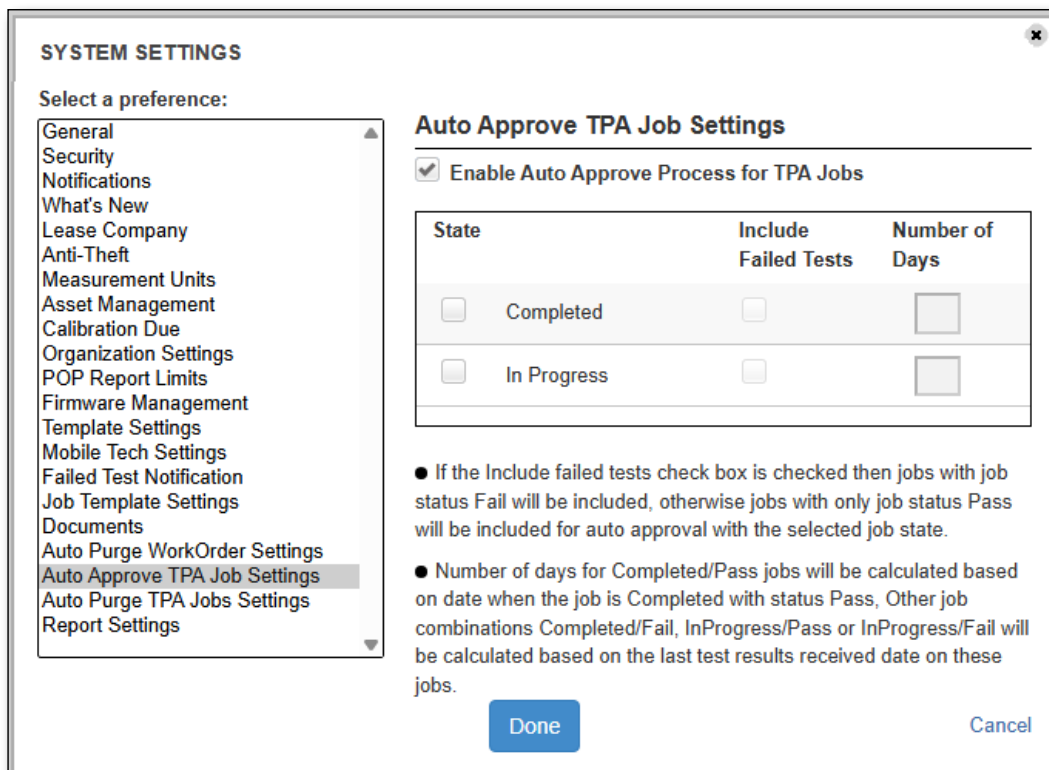 SYSTEM SETTINGS
Select a preference:
General
Security
Notifications
What's New
Lease Company
Anti-Theft
Measurement Units
Asset Management
Calibration Due
Organization Settings
POP Report Limits
Firmware Management
Template Settings
Mobile Tech Settings
Failed Test Notification
Job Template Settings
Documents
Auto Purge WorkOrder Settings
Auto Approve TPA Job Settings
Auto Purge TPA Jobs Settings
Report Settings
Auto Approve TPA Job Settings
Enable Auto Approve Process for TPA Jobs
State Include Number of
Failed Tests Days
Completed
In Progress
● If the Include failed tests check box is checked then jobs with job
status Fail will be included, otherwise jobs with only job status Pass
will be included for auto approval with the selected job state.
● Number of days for Completed/Pass jobs will be calculated based
on date when the job is Completed with status Pass, Other job
combinations Completed/Fail, InProgress/Pass or InProgress/Fail will
be calculated based on the last test results received date on these
jobs.
Done
Cancel